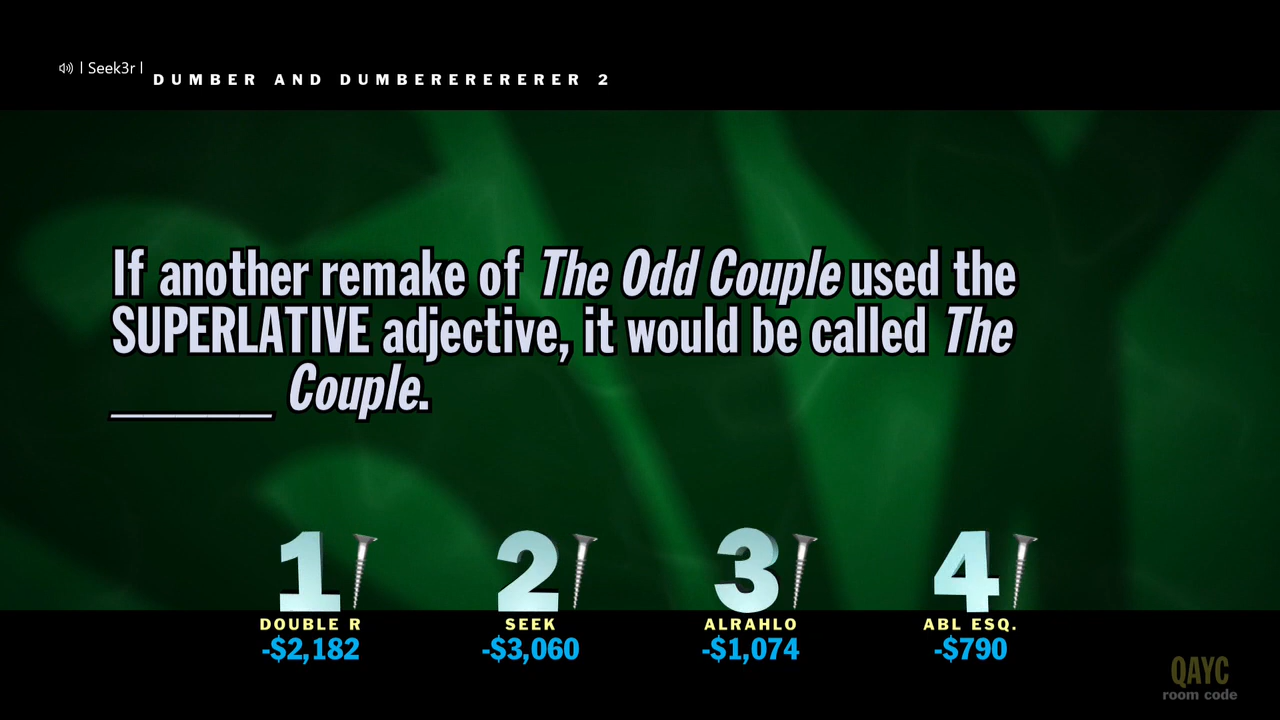 | Seek3r |
DUMBER AND DUMBERERERERER 2
If another remake of The Odd Couple used the
SUPERLATIVE adjective, it would be called The
______ Couple.
1 2 3 4
DOUBLE R SEEK ALRAHLO ABL ESQ.
-$2,182 -$3,060 -$1,074 -$790
QAYC
room code